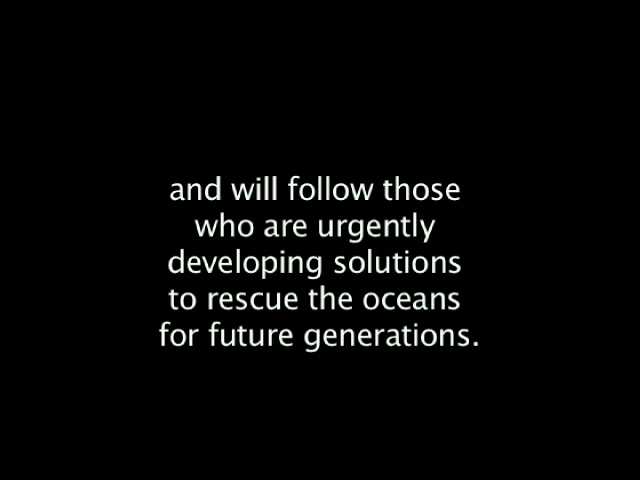 and will follow those
who are urgently
developing solutions
to rescue the oceans
for future generations.